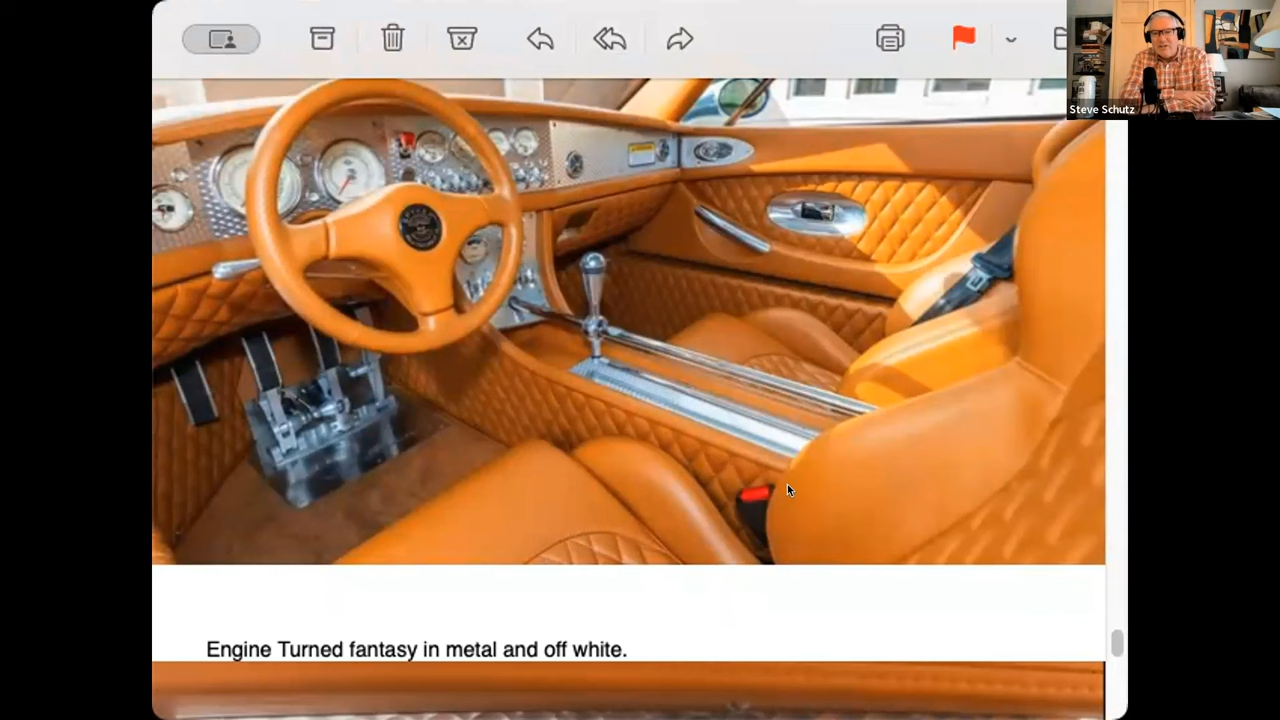 Steve Schutz
Engine Turned fantasy in metal and off white.